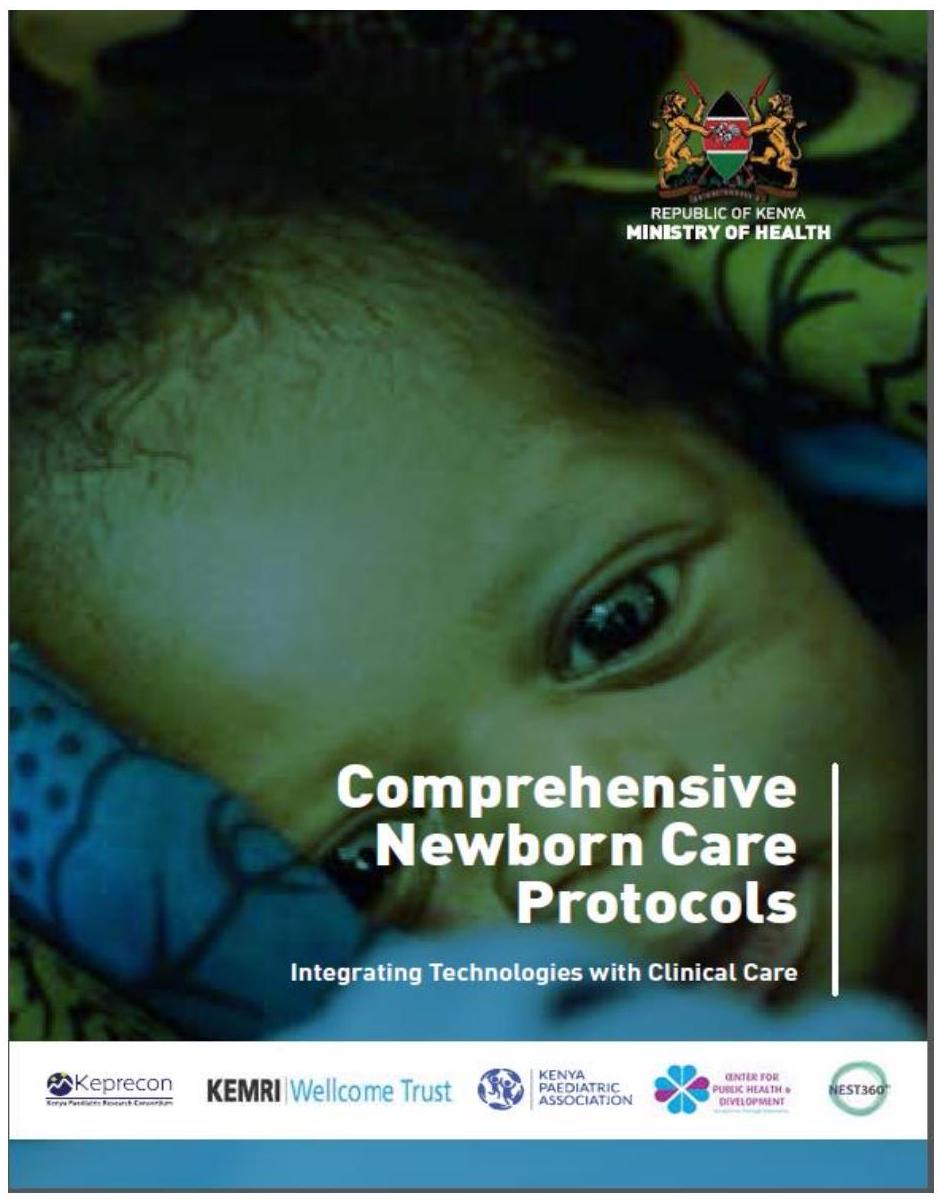 REPUBLIC OF KENYA
MINISTRY OF HEALTH
Comprehensive
Newborn Care
Protocols
Integrating Technologies with Clinical Care
Keprecon
Kenya Paediatric Research Consortium
KEMRI Wellcome Trust
KENYA
PAEDIATRIC
ASSOCIATION
CENTER FOR
PUBLIC HEALTH &
DEVELOPMENT
NEST360™